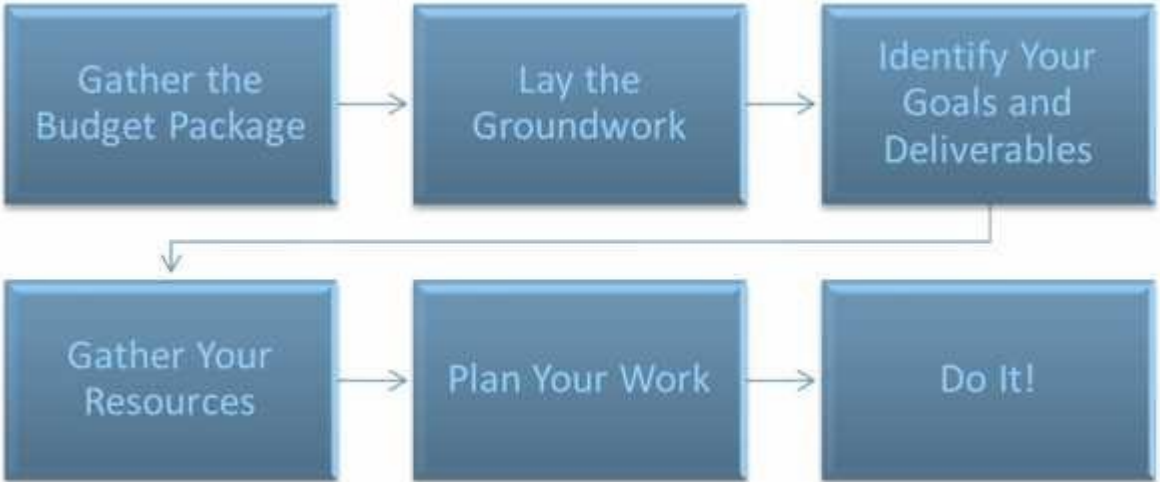 Gather the
Budget Package
Lay the
Groundwork
Identify Your
Goals and
Deliverables
Gather Your
Resources
Plan Your Work
Do It!